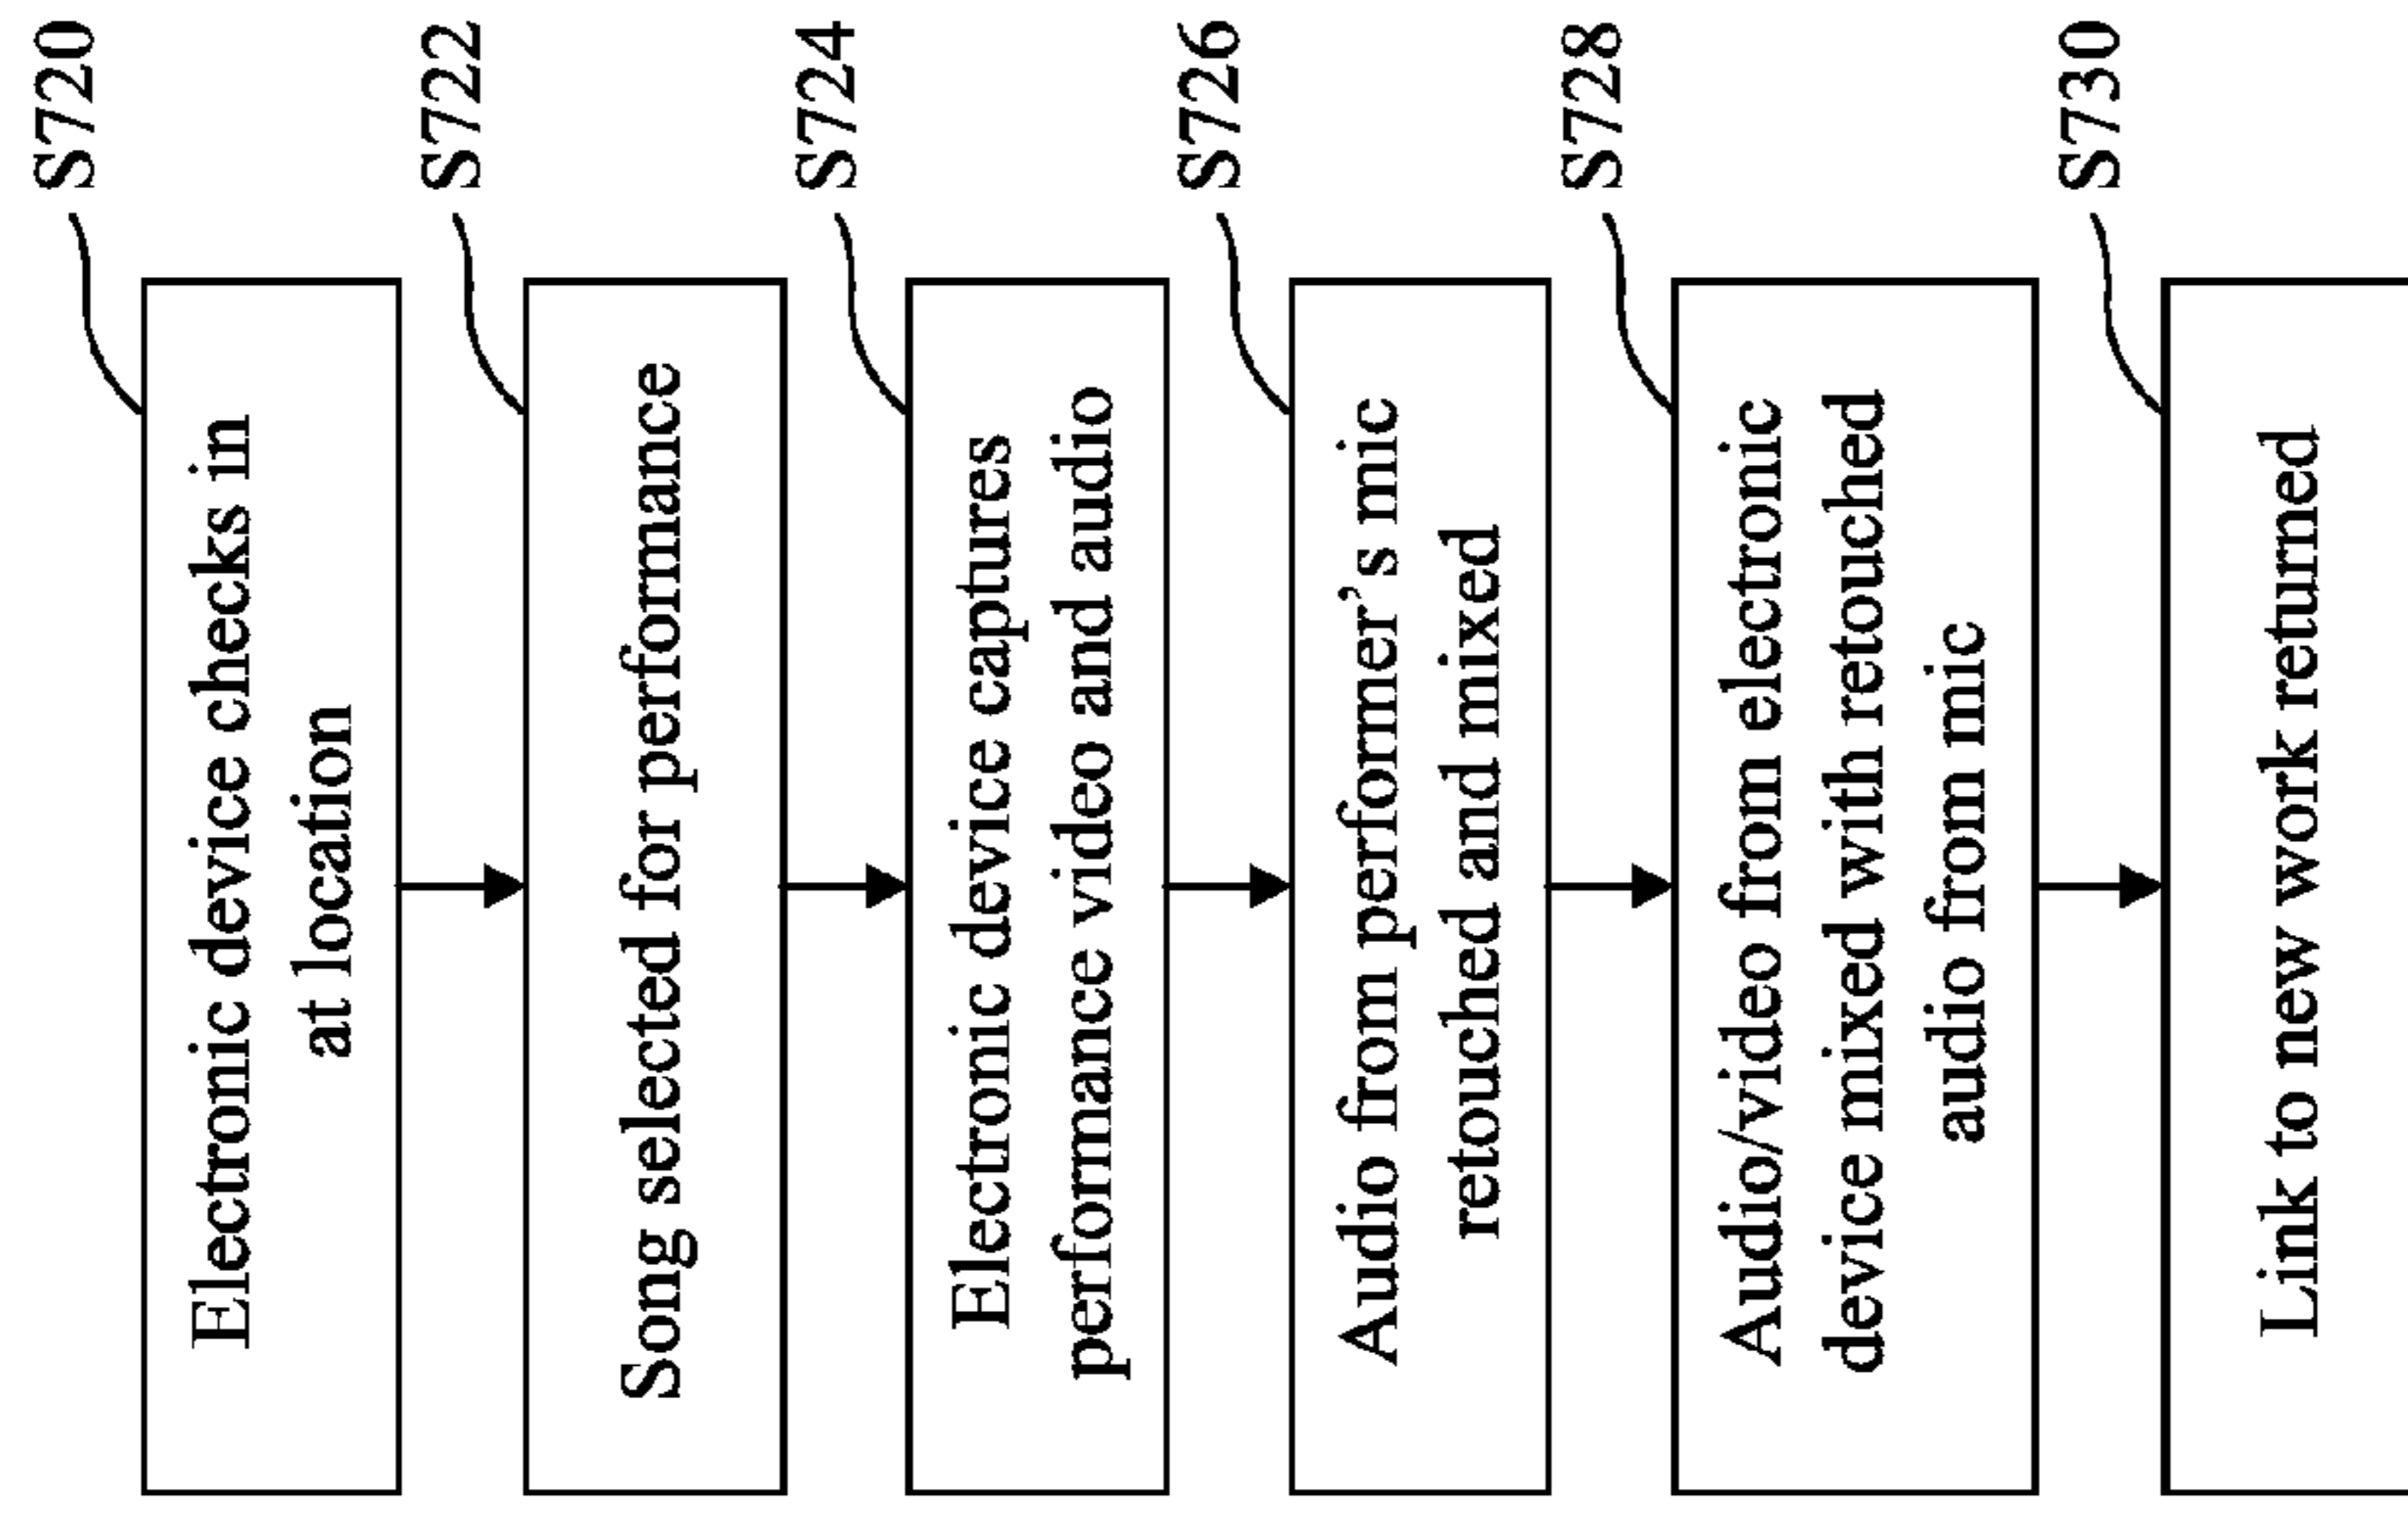 S720
Electronic device checks in
at location
S722
Song selected for performance
S724
Electronic device captures
performance video and audio
S726
Audio from performer's mic
retouched and mixed
S728
Audio/video from electronic
device mixed with retouched
audio from mic
S730
Link to new work returned